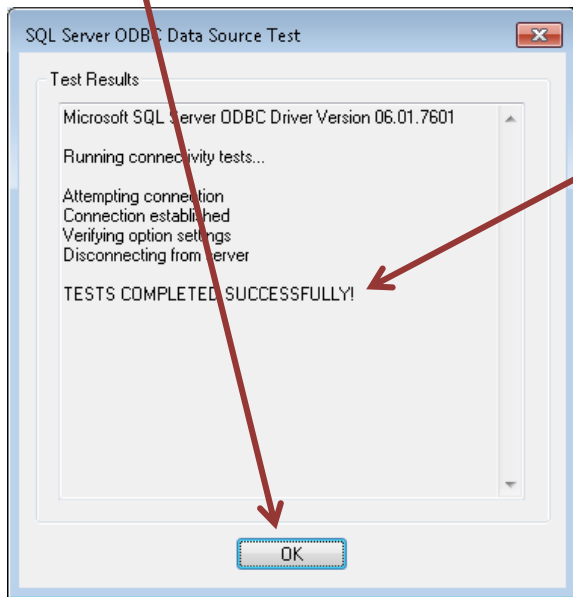 SQL Server ODBC Data Source Test
Test Results
Microsoft SQL Server ODBC Driver Version 06.01.7601
Running connectivity tests...
Attempting connection
Connection established
Verifying option settings
Disconnecting from server
TESTS COMPLETED SUCCESSFULLY!
OK